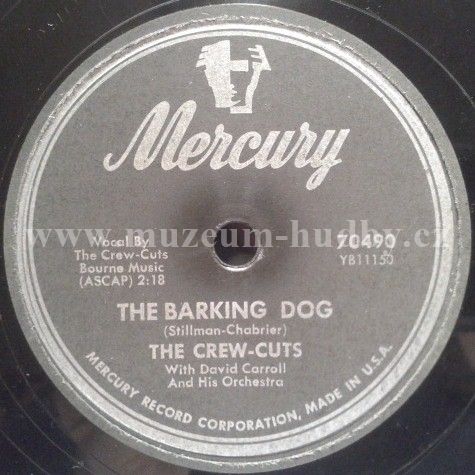 Mercury
www.muzeum-hudby.cz
Vocal By
The Crew-Cuts
Bourne Music
(ASCAP) 2:18
70490
YB11150
THE BARKING DOG
(Stillman-Chabrier)
THE CREW-CUTS
With David Carroll
And His Orchestra
MERCURY RECORD CORPORATION, MADE IN U.S.A.